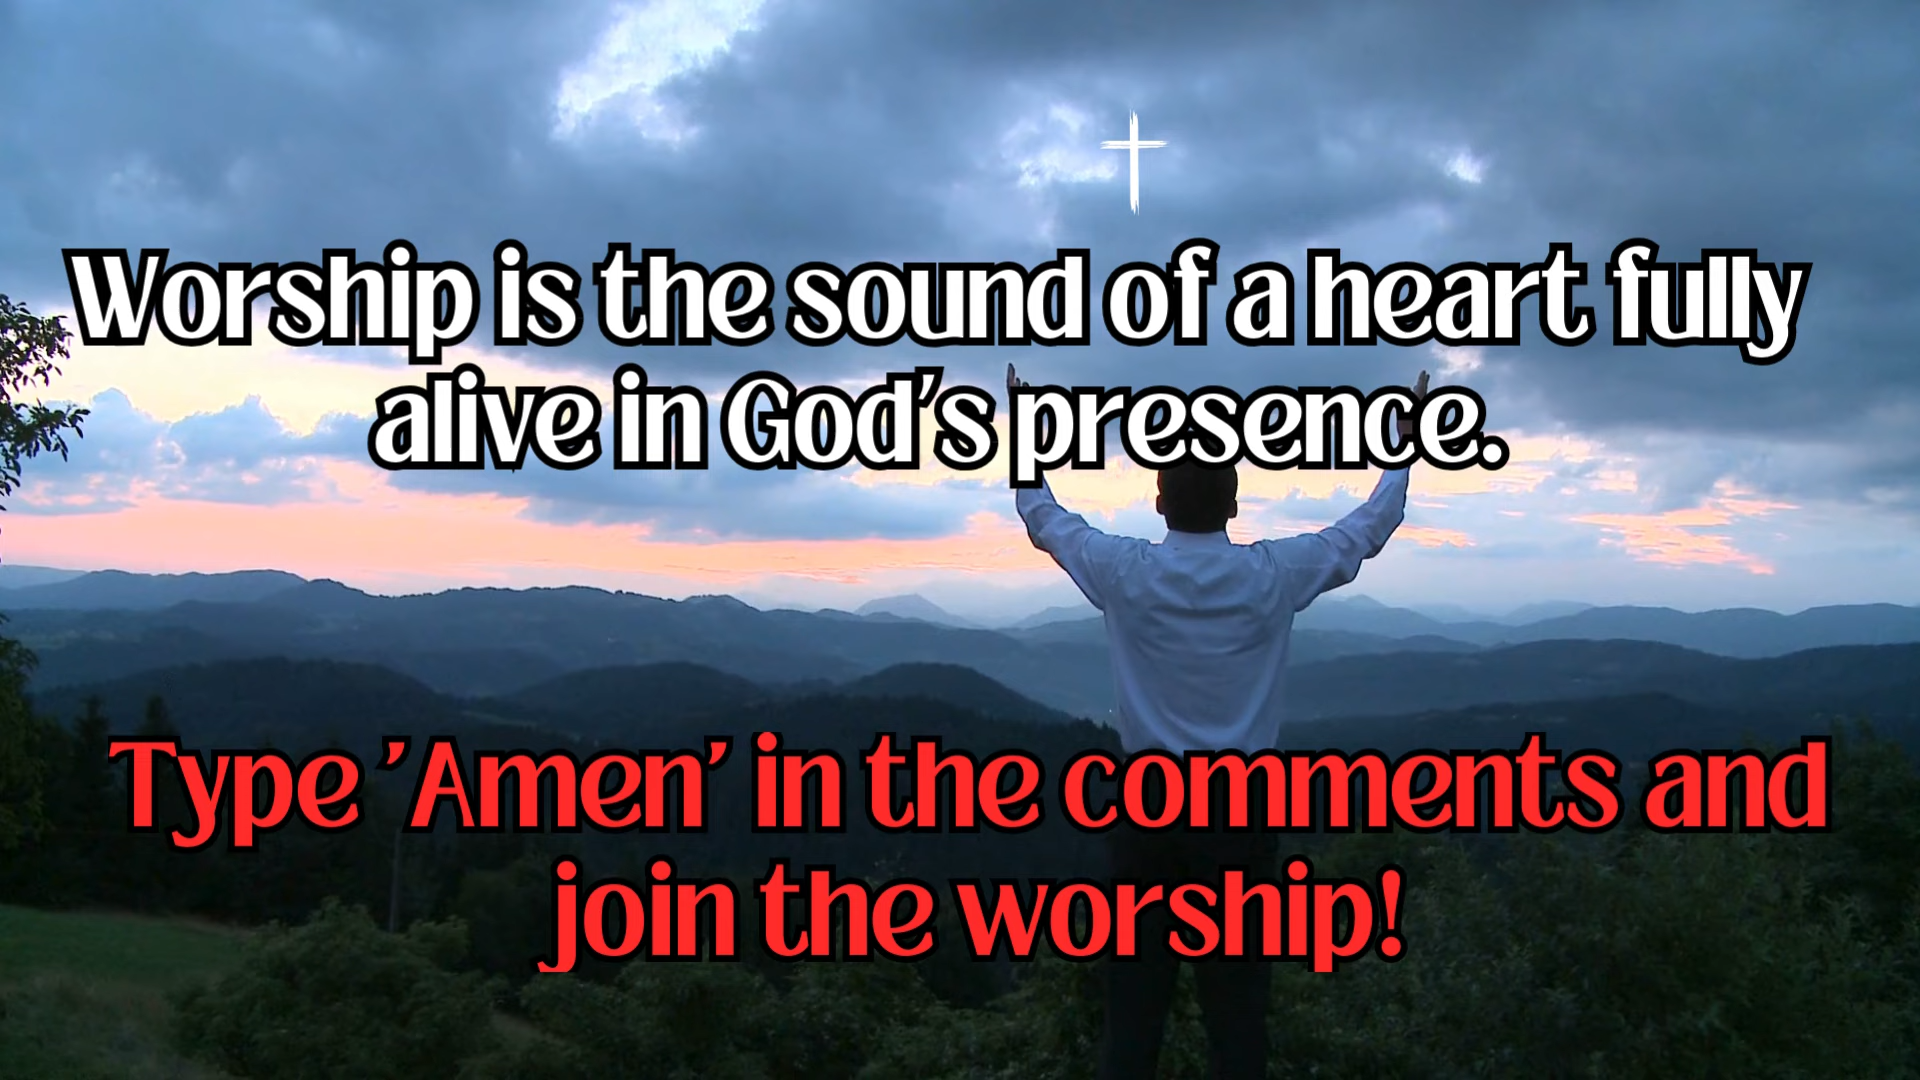 Worship is the sound of a heart fully
alive in God's presence.
Type 'Amen' in the comments and
join the worship!